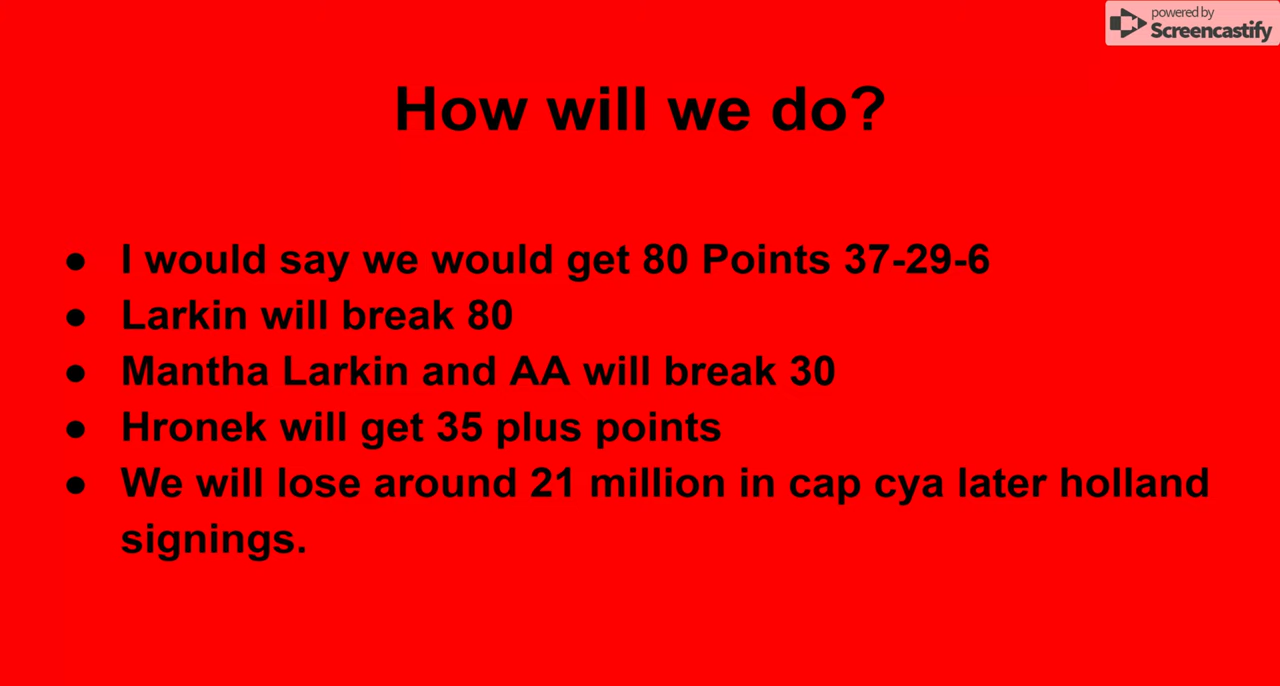 powered by
Screencastify
How will we do?
● I would say we would get 80 Points 37-29-6
● Larkin will break 80
● Mantha Larkin and AA will break 30
● Hronek will get 35 plus points
● We will lose around 21 million in cap cya later holland
signings.